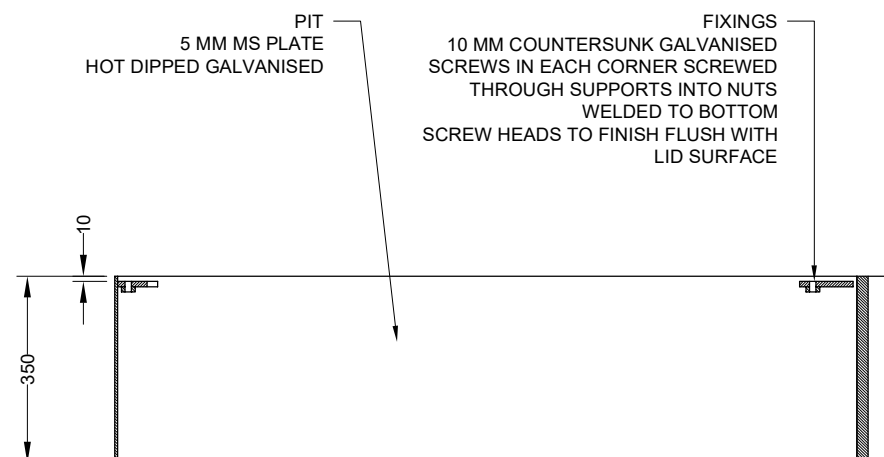 PIT
5 MM MS PLATE
HOT DIPPED GALVANISED
FIXINGS
10 MM COUNTERSUNK GALVANISED
SCREWS IN EACH CORNER SCREWED
THROUGH SUPPORTS INTO NUTS
WELDED TO BOTTOM
SCREW HEADS TO FINISH FLUSH WITH
LID SURFACE
10
350